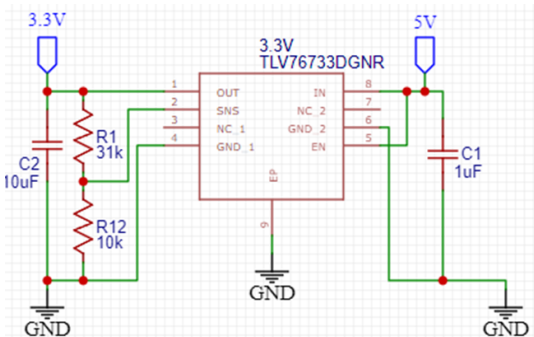 3.3V
5V
3.3V
TLV76733DGNR
1 OUT IN 8
2 SNS NC_2 7
3 NC_1 GND_2 6
4 GND_1 EN 5
EP
9
R1
31k
C2
10uF
R12
10k
C1
1uF
GND
GND
GND